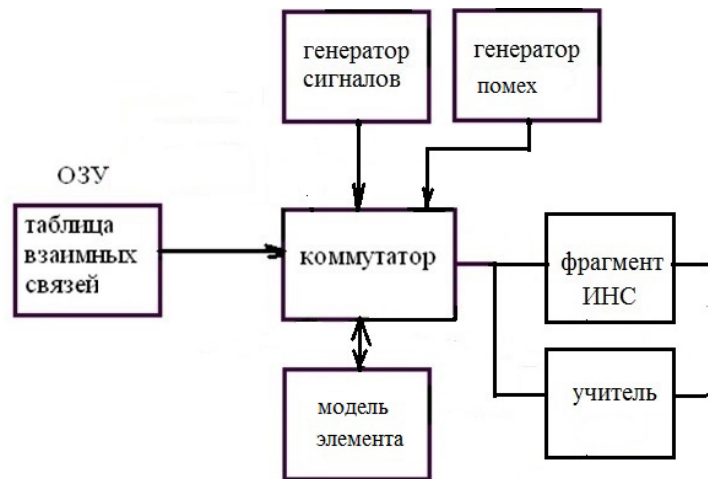 генератор
сигналов
генератор
помех
ОЗУ
таблица
взаимных
связей
коммутатор
фрагмент
ИНС
учитель
модель
элемента